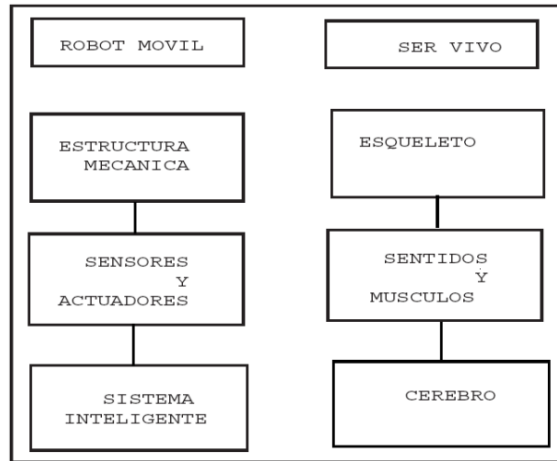 ROBOT MOVIL
SER VIVO
ESTRUCTURA
MECANICA
ESQUELETO
SENSORES
Y
ACTUADORES
SENTIDOS
Y
MUSCULOS
SISTEMA
INTELIGENTE
CEREBRO